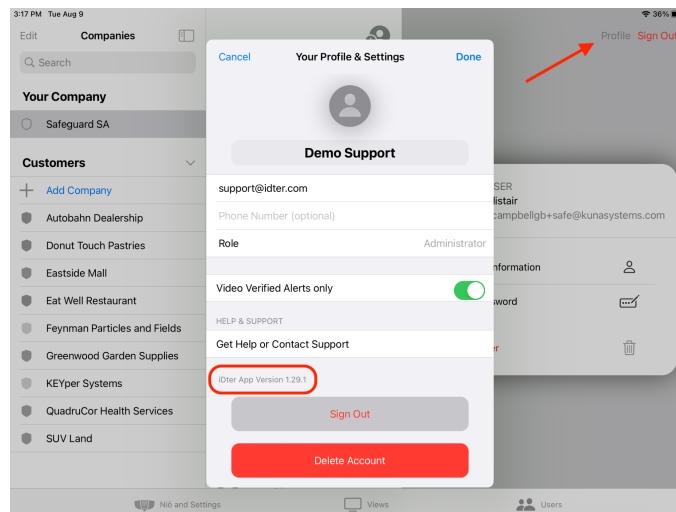 3:17 PM Tue Aug 9
36%
Edit
Companies
Search
Your Company
Safeguard SA
Customers
Add Company
Autobahn Dealership
Donut Touch Pastries
Eastside Mall
Eat Well Restaurant
Feynman Particles and Fields
Greenwood Garden Supplies
KEYper Systems
QuadruCor Health Services
SUV Land
Cancel
Your Profile & Settings
Done
Demo Support
support@idter.com
Phone Number (optional)
Role
Administrator
Video Verified Alerts only
HELP & SUPPORT
Get Help or Contact Support
iDter App Version 1.29.1
Sign Out
Delete Account
Profile Sign Out
SER
listair
campbellgb+safe@kunasystems.com
nformation
sword
er
Niō and Settings
Views
Users